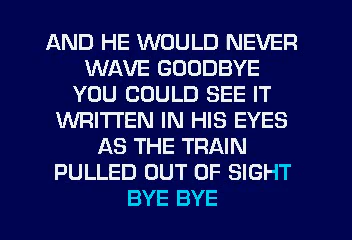 AND HE WOULD NEVER
WAVE GOODBYE
YOU COULD SEE IT
WRITTEN IN HIS EYES
AS THE TRAIN
PULLED OUT OF SIGHT
BYE BYE